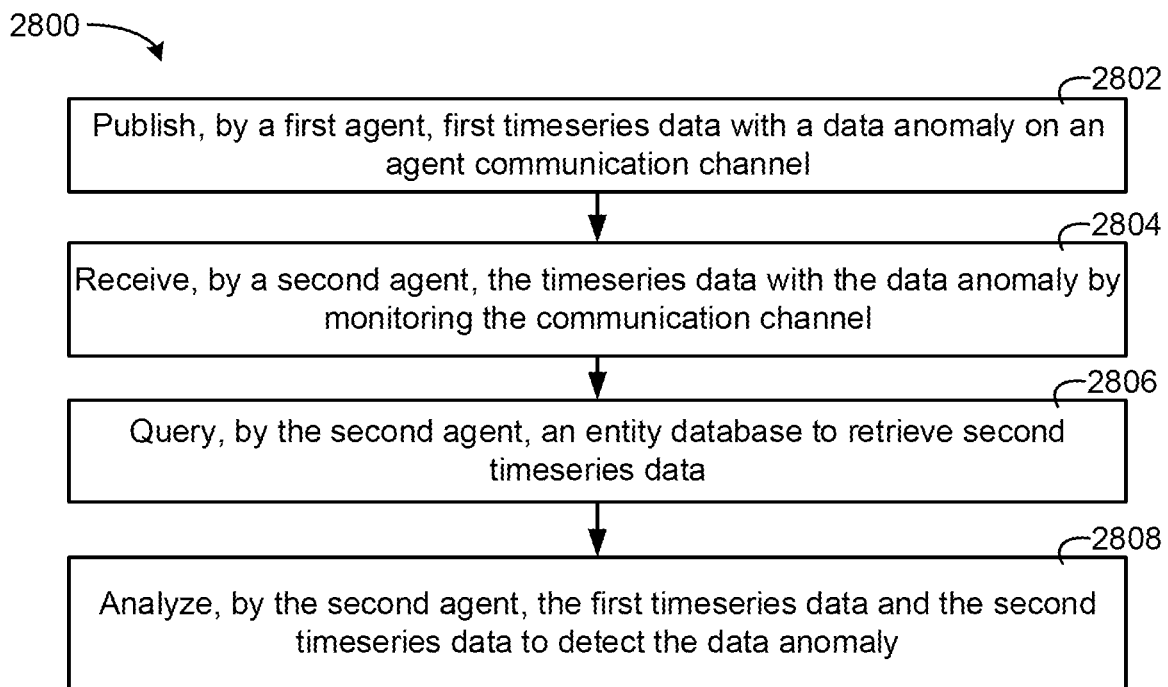 2800
2802
Publish, by a first agent, first timeseries data with a data anomaly on an
agent communication channel
2804
Receive, by a second agent, the timeseries data with the data anomaly by
monitoring the communication channel
2806
Query, by the second agent, an entity database to retrieve second
timeseries data
2808
Analyze, by the second agent, the first timeseries data and the second
timeseries data to detect the data anomaly